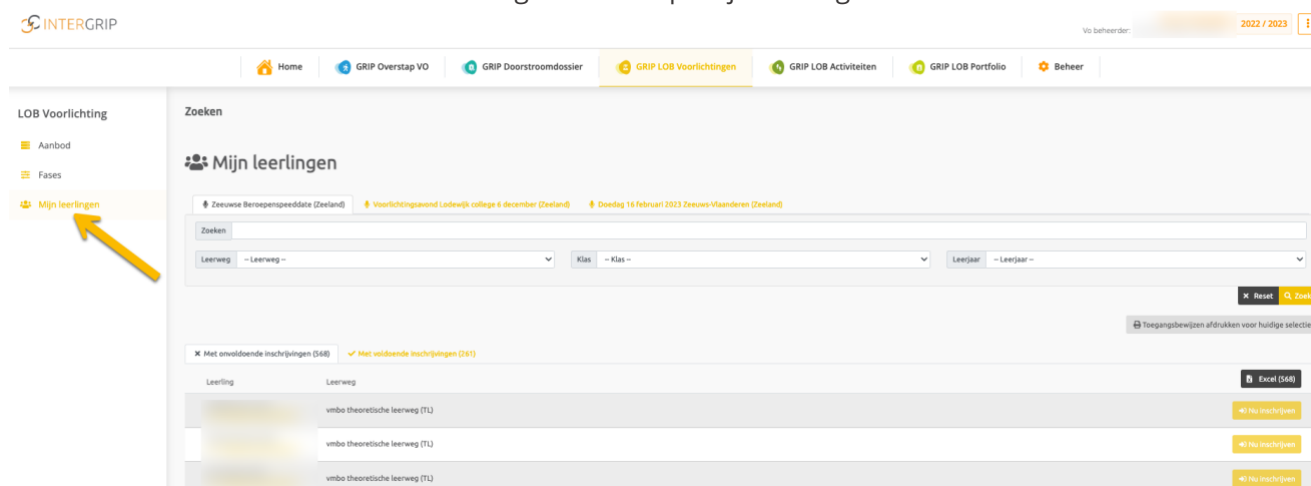 INTERGRIP
Vo beheerder:
2022 / 2023
Home
GRIP Overstap VO
GRIP Doorstroomdossier
GRIP LOB Voorlichtingen
GRIP LOB Activiteiten
GRIP LOB Portfolio
Beheer
LOB Voorlichting
Aanbod
Fases
Mijn leerlingen
Zoeken
Mijn leerlingen
Zeeuwse Beroepenspeeddate (Zeeland)
Voorlichtingsavond Lodewijk college 6 december (Zeeland)
Doedag 16 februari 2023 Zeeuws-Vlaanderen (Zeeland)
Zoeken
Leerweg -- Leerweg --
Klas -- Klas --
Leerjaar -- Leerjaar --
Reset
Toegangsbewijzen afdrukken voor huidige selectie
Met onvoldoende inschrijvingen (568)
Met voldoende inschrijvingen (261)
Leerling
Leerweg
Excel (568)
vmbo theoretische leerweg (TL)
Nu inschrijven
vmbo theoretische leerweg (TL)
Nu inschrijven
vmbo theoretische leerweg (TL)
Nu inschrijven